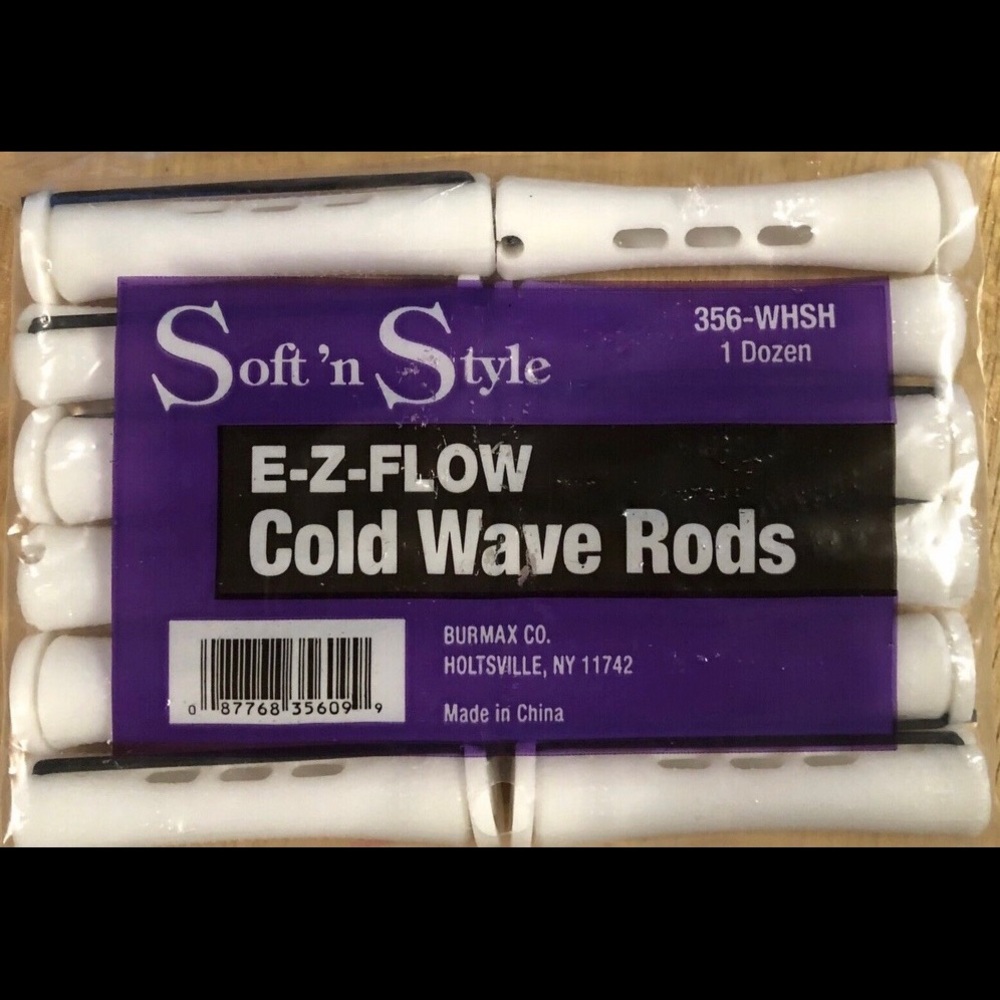 Soft 'n Style
356-WHSH
1 Dozen
E-Z-FLOW
Cold Wave Rods
BURMAX CO.
HOLTSVILLE, NY 11742
Made in China
0 87768 35609 9